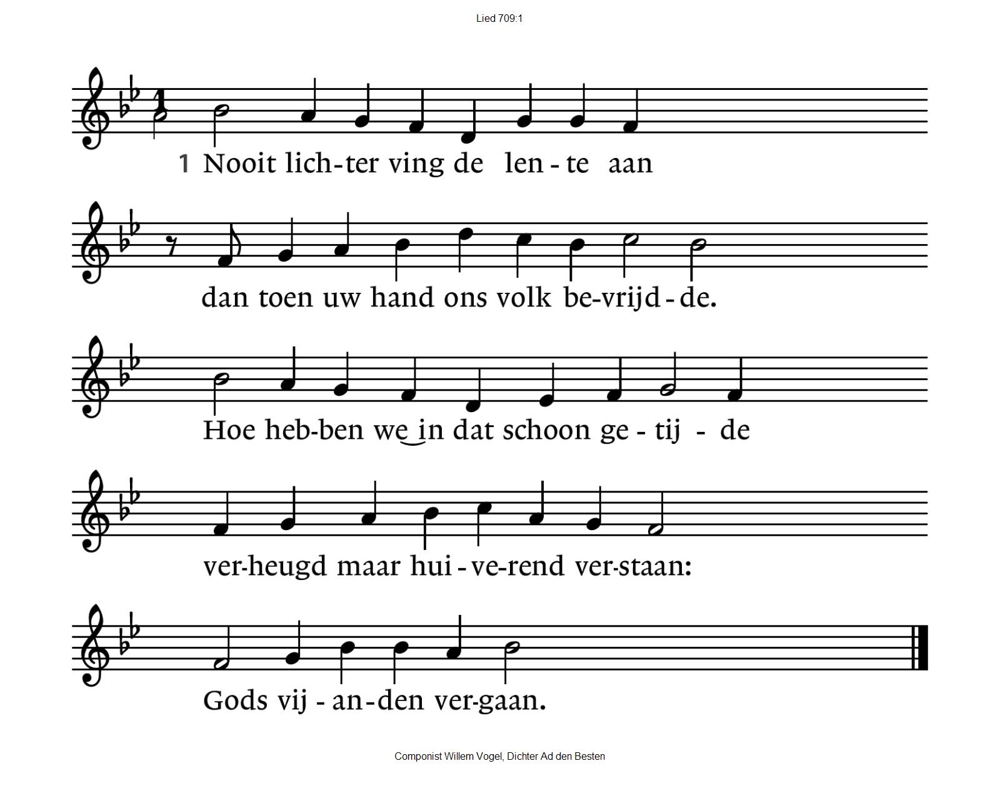 Lied 709:1
1
1 Nooit lich-ter ving de len - te aan
dan toen uw hand ons volk be-vrijd - de.
Hoe heb-ben we‿in dat schoon ge - tij - de
ver-heugd maar hui - ve-rend ver-staan:
Gods vij - an-den ver-gaan.
Componist Willem Vogel, Dichter Ad den Besten